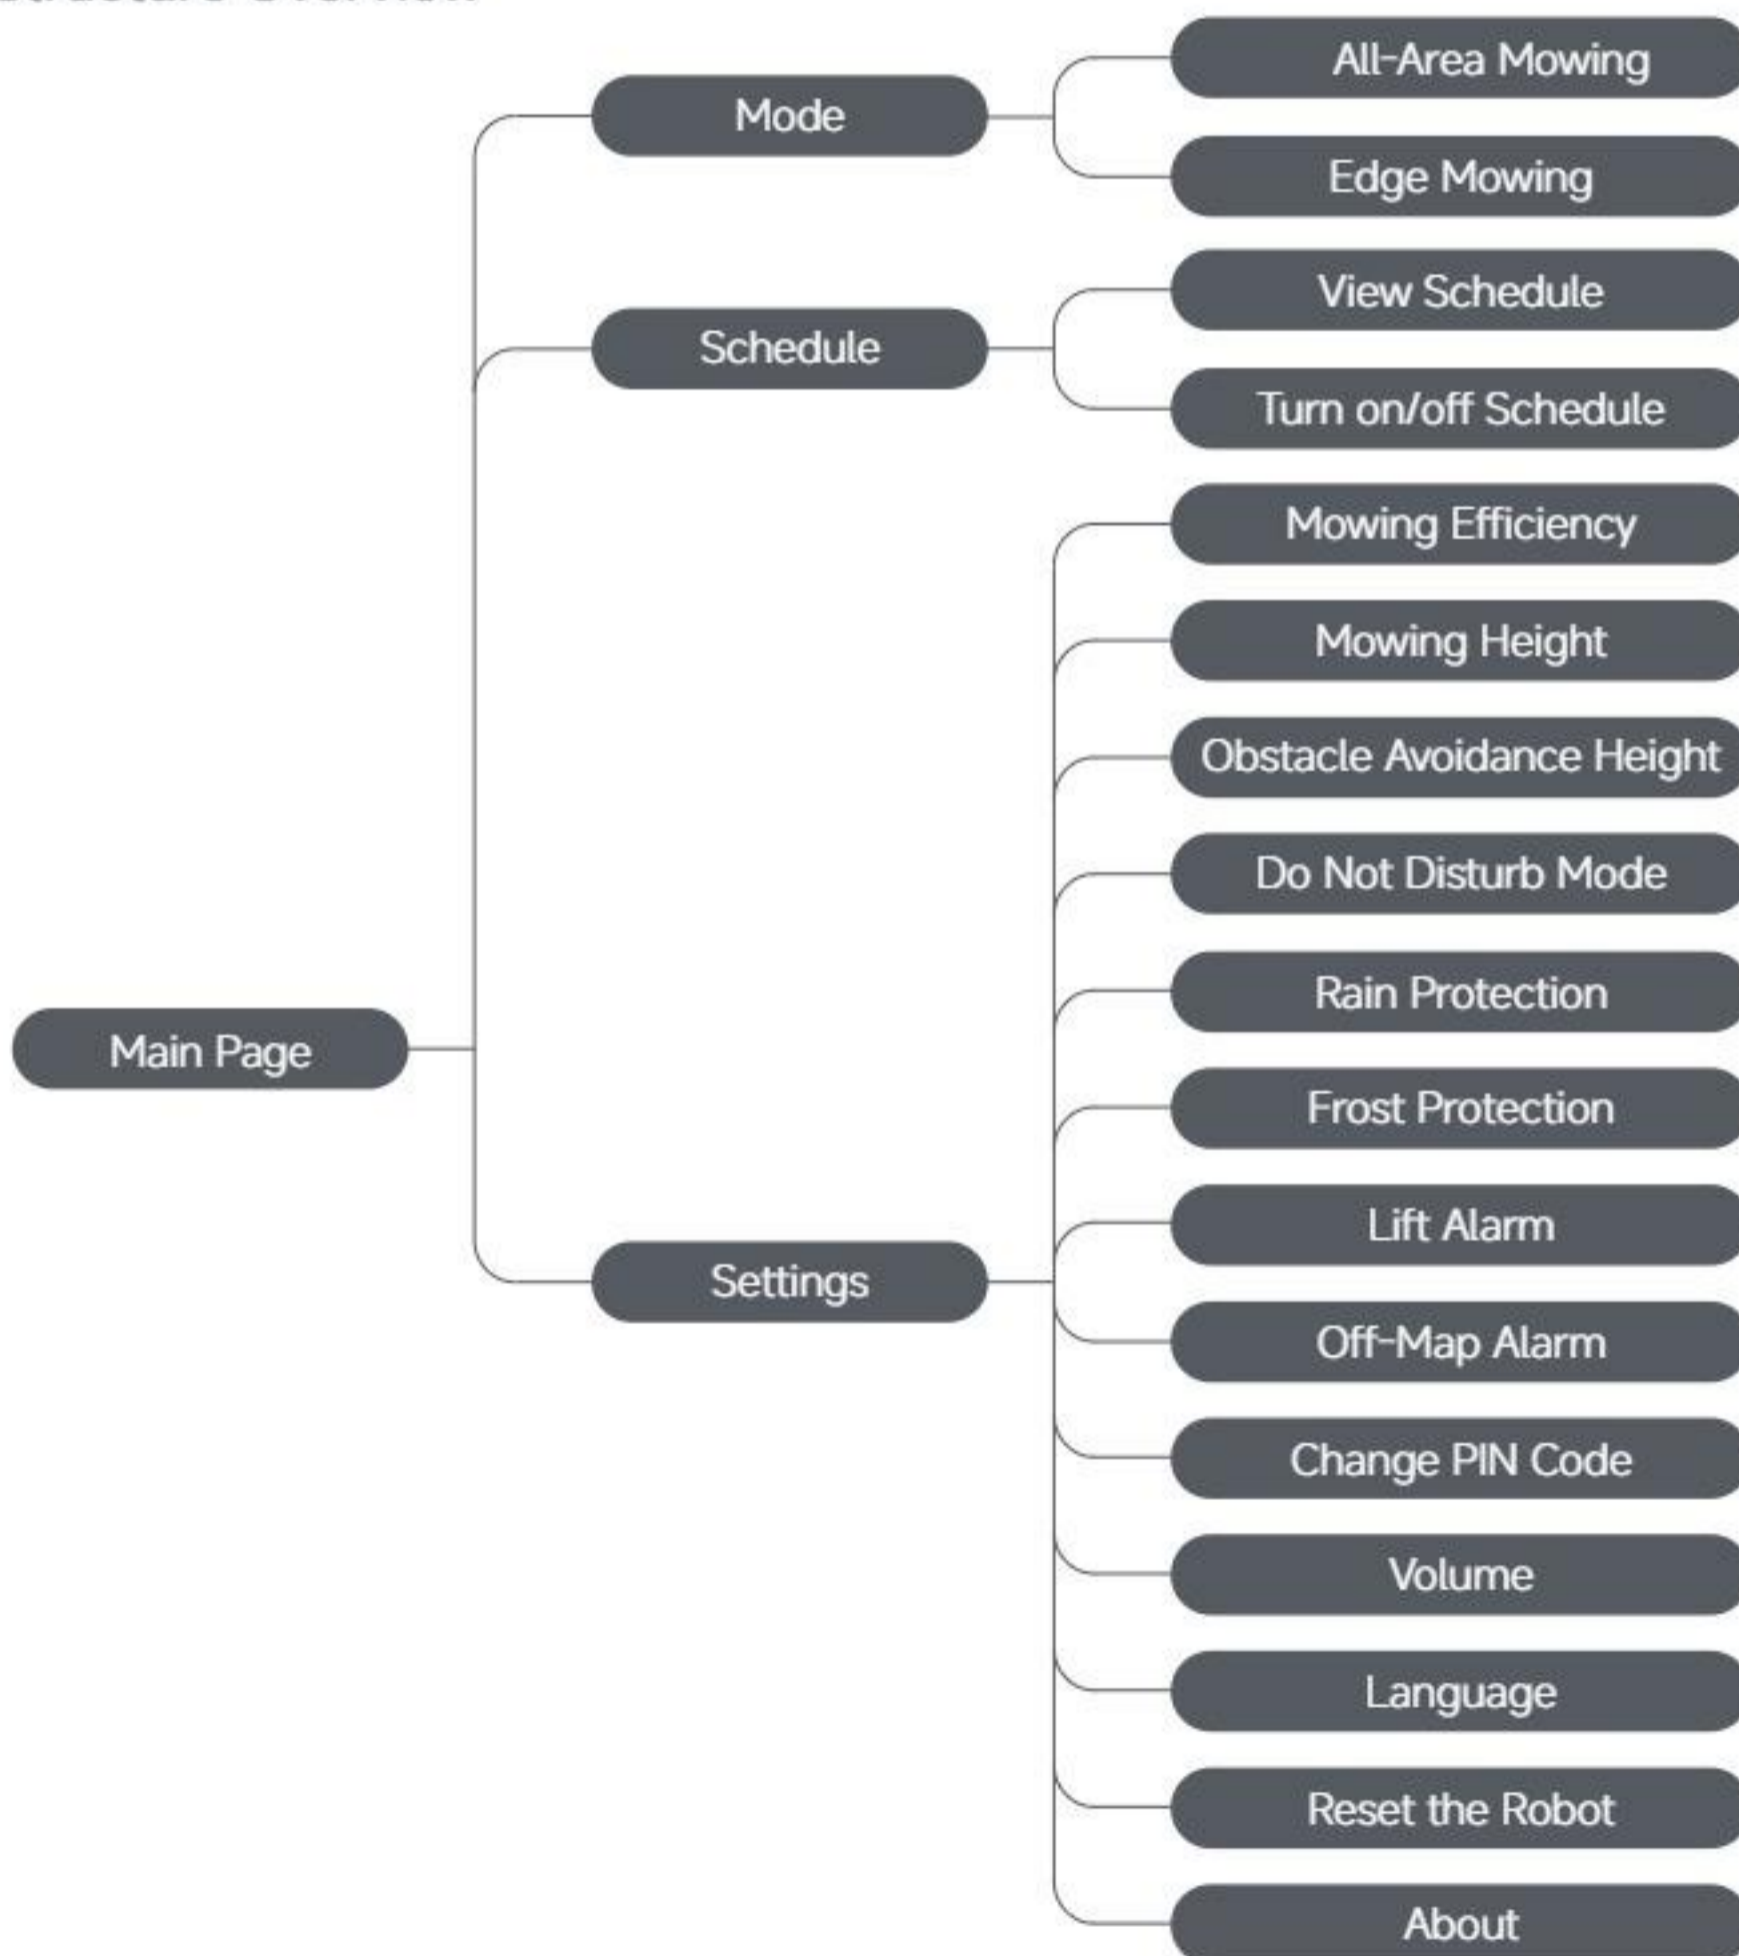 Main Page
Mode
All-Area Mowing
Edge Mowing
Schedule
View Schedule
Turn on/off Schedule
Settings
Mowing Efficiency
Mowing Height
Obstacle Avoidance Height
Do Not Disturb Mode
Rain Protection
Frost Protection
Lift Alarm
Off-Map Alarm
Change PIN Code
Volume
Language
Reset the Robot
About